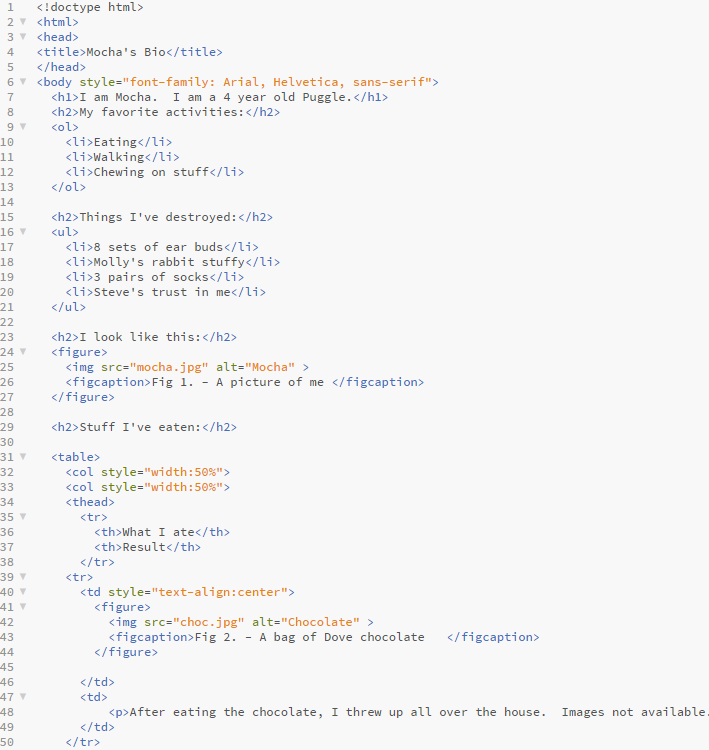 1 <!doctype html>
2 <html>
3 <head>
4 <title>Mocha's Bio</title>
5 </head>
6 <body style="font-family: Arial, Helvetica, sans-serif">
7 <h1>I am Mocha.  I am a 4 year old Puggle.</h1>
8 <h2>My favorite activities:</h2>
9 <ol>
10 <li>Eating</li>
11 <li>Walking</li>
12 <li>Chewing on stuff</li>
13 </ol>
14
15 <h2>Things I've destroyed:</h2>
16 <ul>
17 <li>8 sets of ear buds</li>
18 <li>Molly's rabbit stuffy</li>
19 <li>3 pairs of socks</li>
20 <li>Steve's trust in me</li>
21 </ul>
22
23 <h2>I look like this:</h2>
24 <figure>
25 <img src="mocha.jpg" alt="Mocha" >
26 <figcaption>Fig 1. - A picture of me </figcaption>
27 </figure>
28
29 <h2>Stuff I've eaten:</h2>
30
31 <table>
32 <col style="width:50%">
33 <col style="width:50%">
34 <thead>
35 <tr>
36 <th>What I ate</th>
37 <th>Result</th>
38 </tr>
39 <tr>
40 <td style="text-align:center">
41 <figure>
42 <img src="choc.jpg" alt="Chocolate" >
43 <figcaption>Fig 2. - A bag of Dove chocolate   </figcaption>
44 </figure>
45
46 </td>
47 <td>
48 <p>After eating the chocolate, I threw up all over the house.  Images not available.
49 </td>
50 </tr>